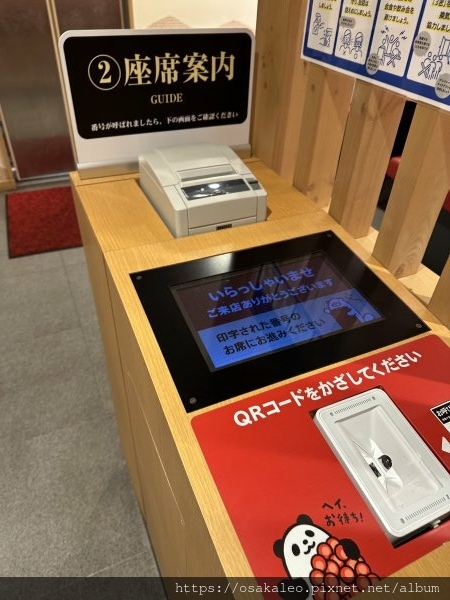 ②座席案内
GUIDE
番号が呼ばれましたら、下の画面をご確認ください
いらっしゃいませ
ご来店ありがとうございます
印字された番号の
お席にお進みください
QRコードをかざしてください
ヘイ、
お待ち!
https://osakaleo.pixnet.net/album